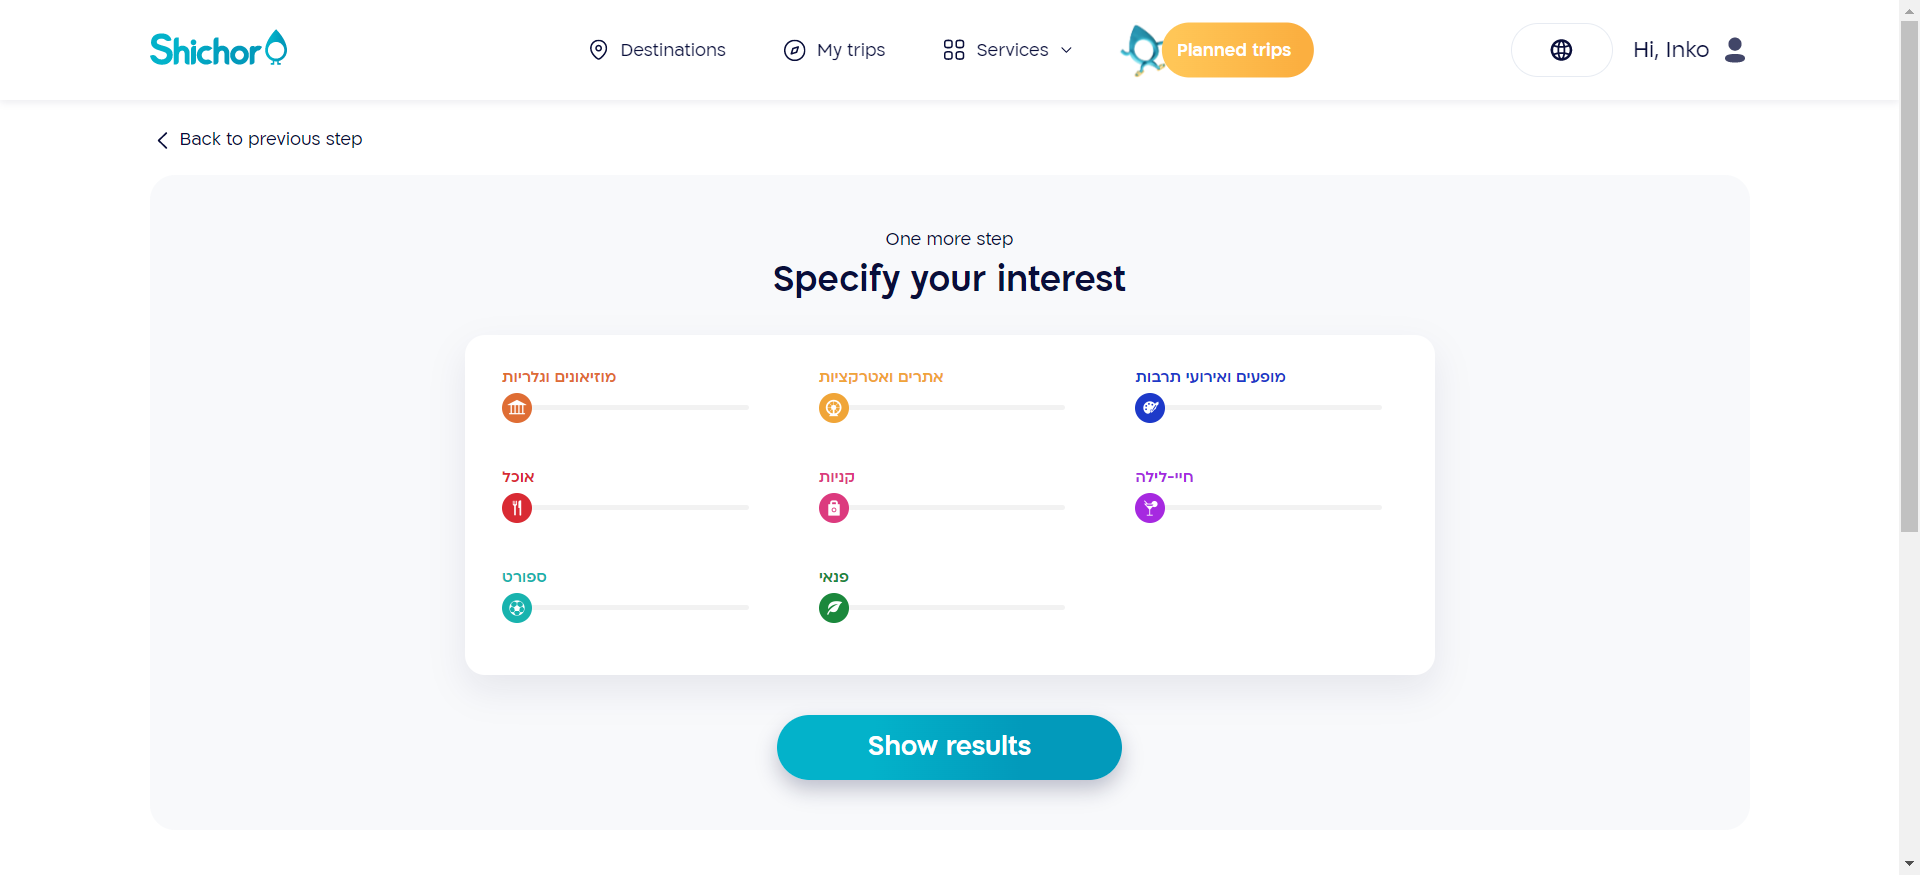 Shichor
Destinations
My trips
Services
Planned trips
Hi, Inko
Back to previous step
One more step
Specify your interest
מוזיאונים וגלריות
אתרים ואטרקציות
מופעים ואירועי תרבות
אוכל
קניות
חיי-לילה
ספורט
פנאי
Show results